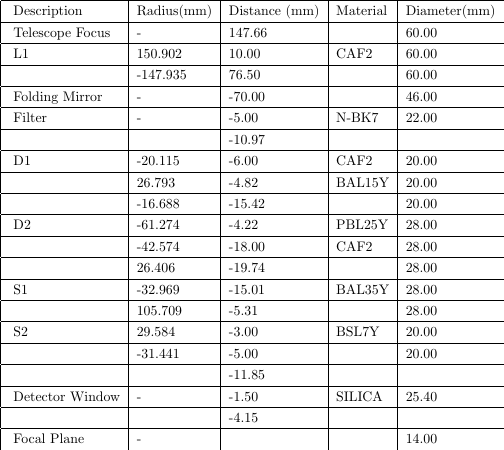 Description Radius(mm) Distance (mm) Material Diameter(mm)
Telescope Focus - 147.66 60.00
L1 150.902 10.00 CAF2 60.00
-147.935 76.50 60.00
Folding Mirror - -70.00 46.00
Filter - -5.00 N-BK7 22.00
-10.97
D1 -20.115 -6.00 CAF2 20.00
26.793 -4.82 BAL15Y 20.00
-16.688 -15.42 20.00
D2 -61.274 -4.22 PBL25Y 28.00
-42.574 -18.00 CAF2 28.00
26.406 -19.74 28.00
S1 -32.969 -15.01 BAL35Y 28.00
105.709 -5.31 28.00
S2 29.584 -3.00 BSL7Y 20.00
-31.441 -5.00 20.00
-11.85
Detector Window - -1.50 SILICA 25.40
-4.15
Focal Plane - 14.00